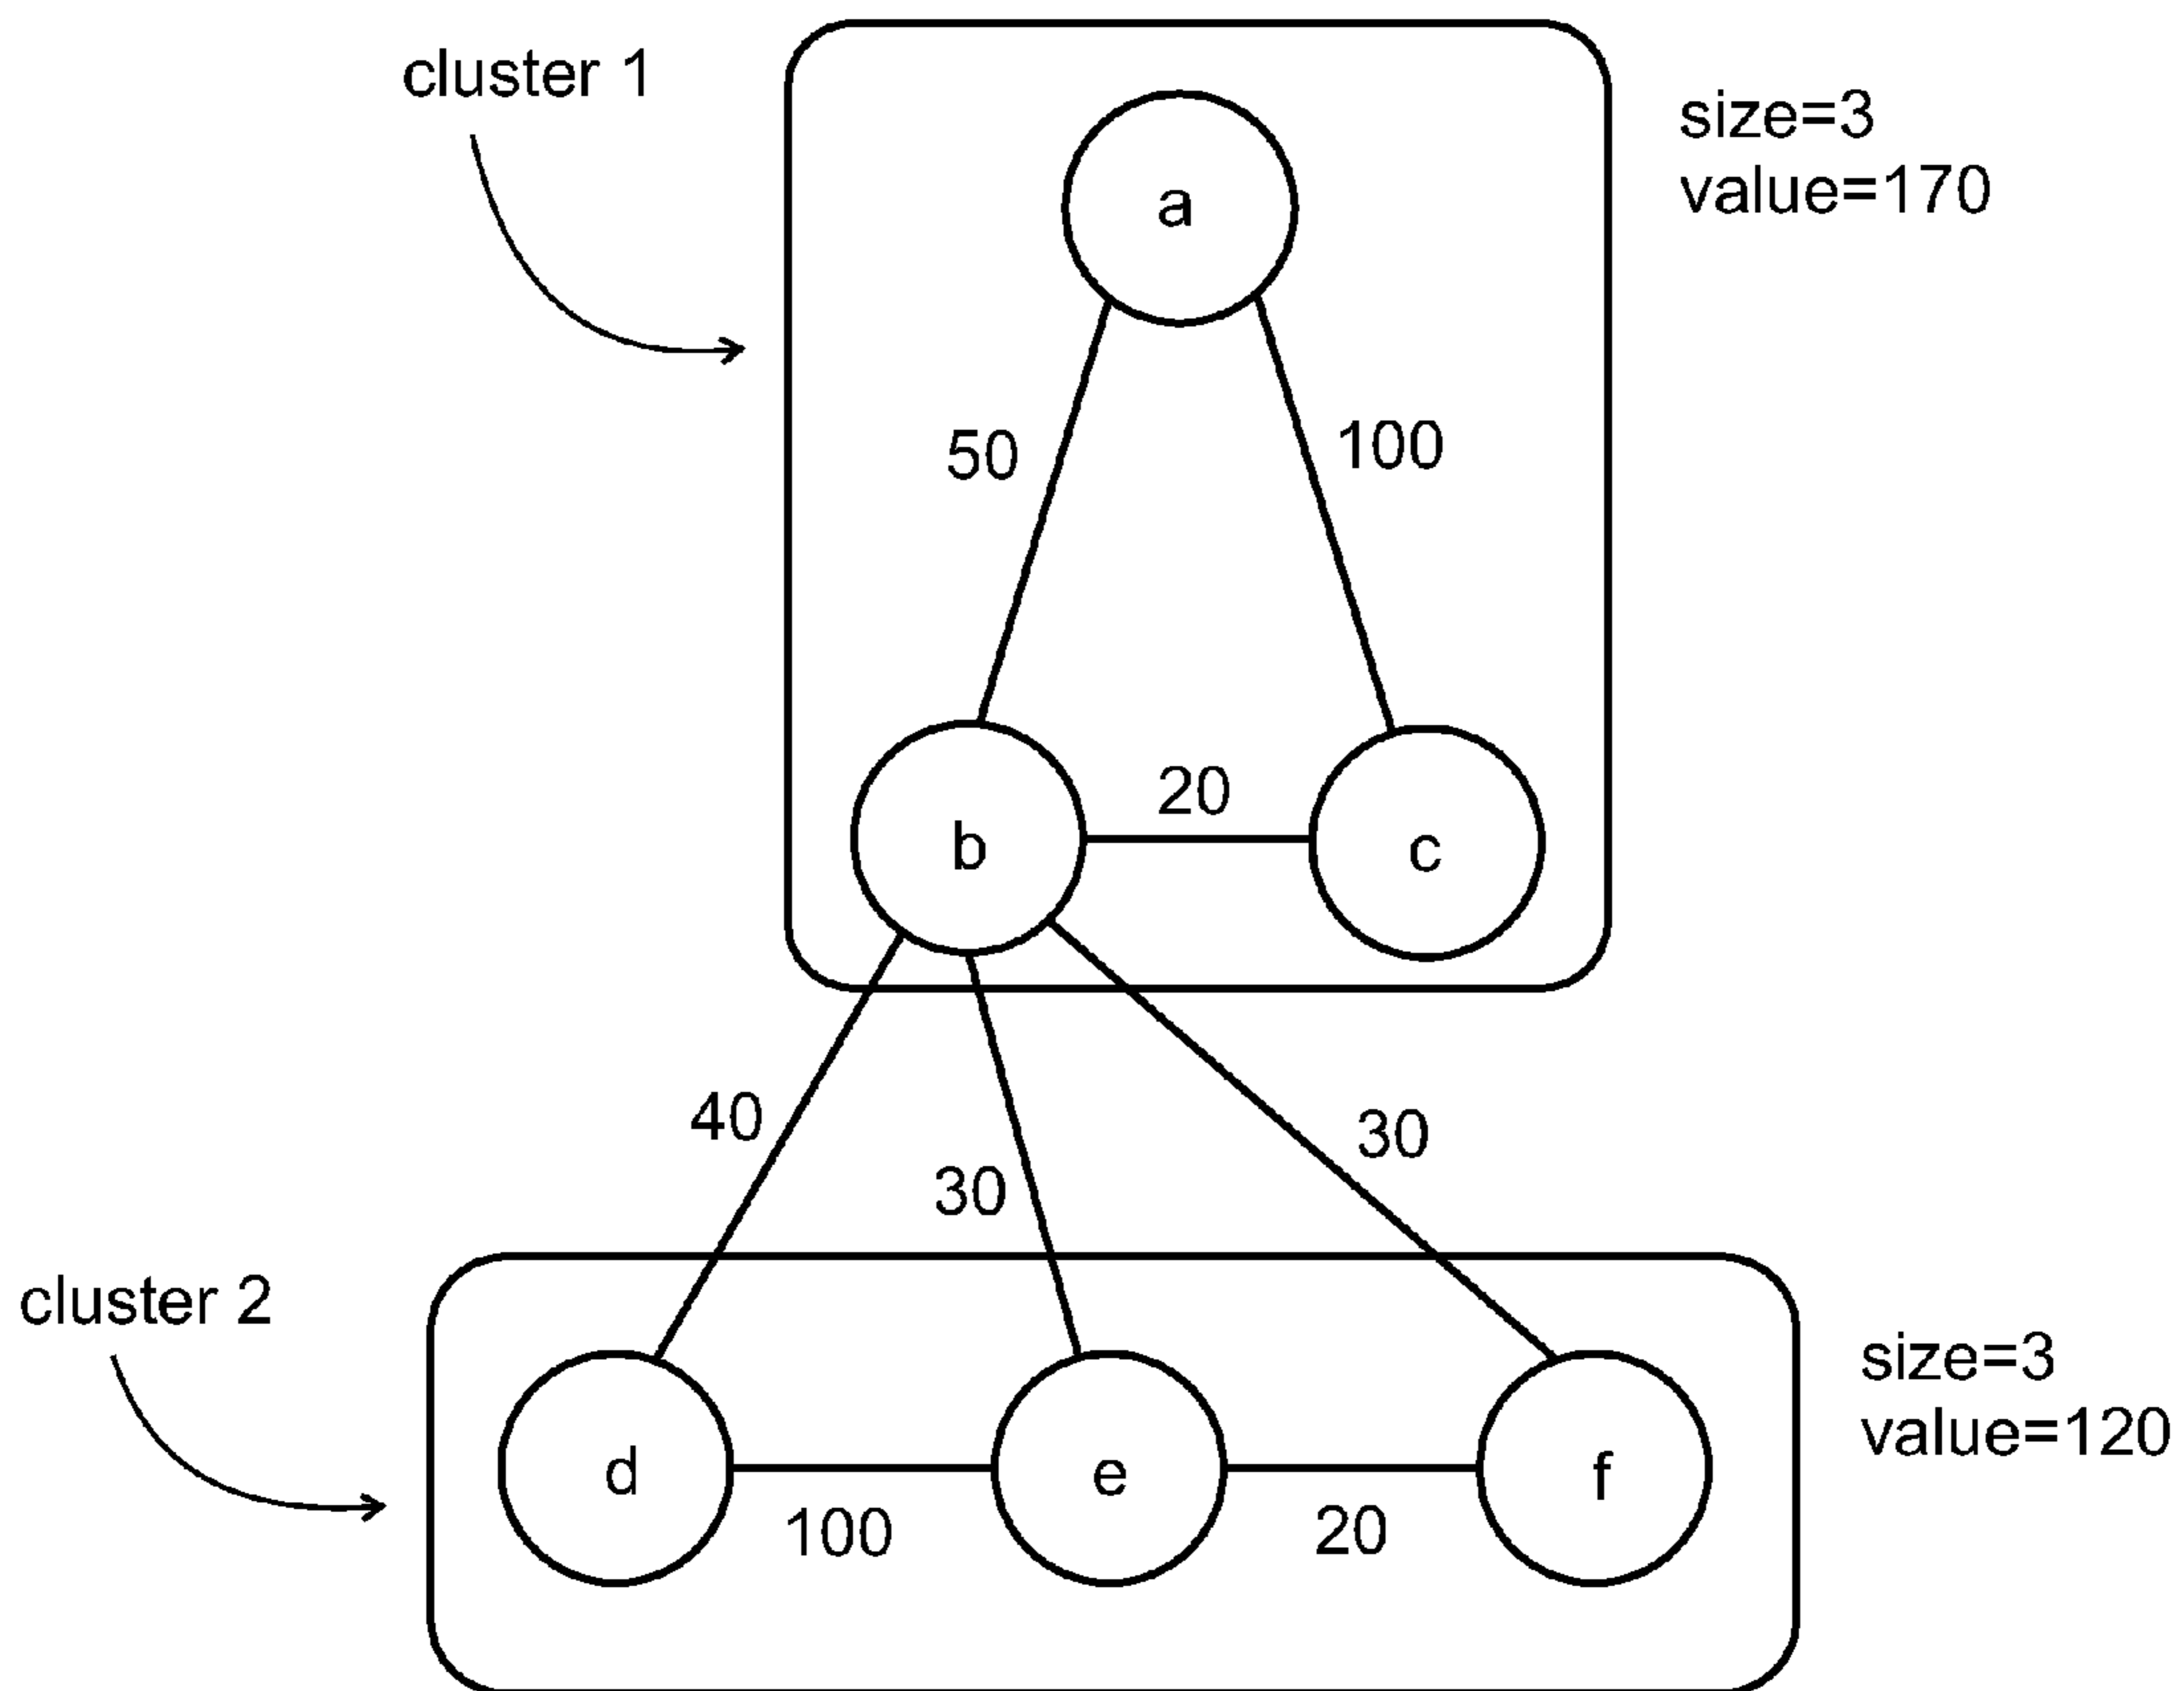 cluster 1
size=3
value=170
a
50
100
20
b
c
40
30
30
cluster 2
size=3
value=120
d
e
f
100
20